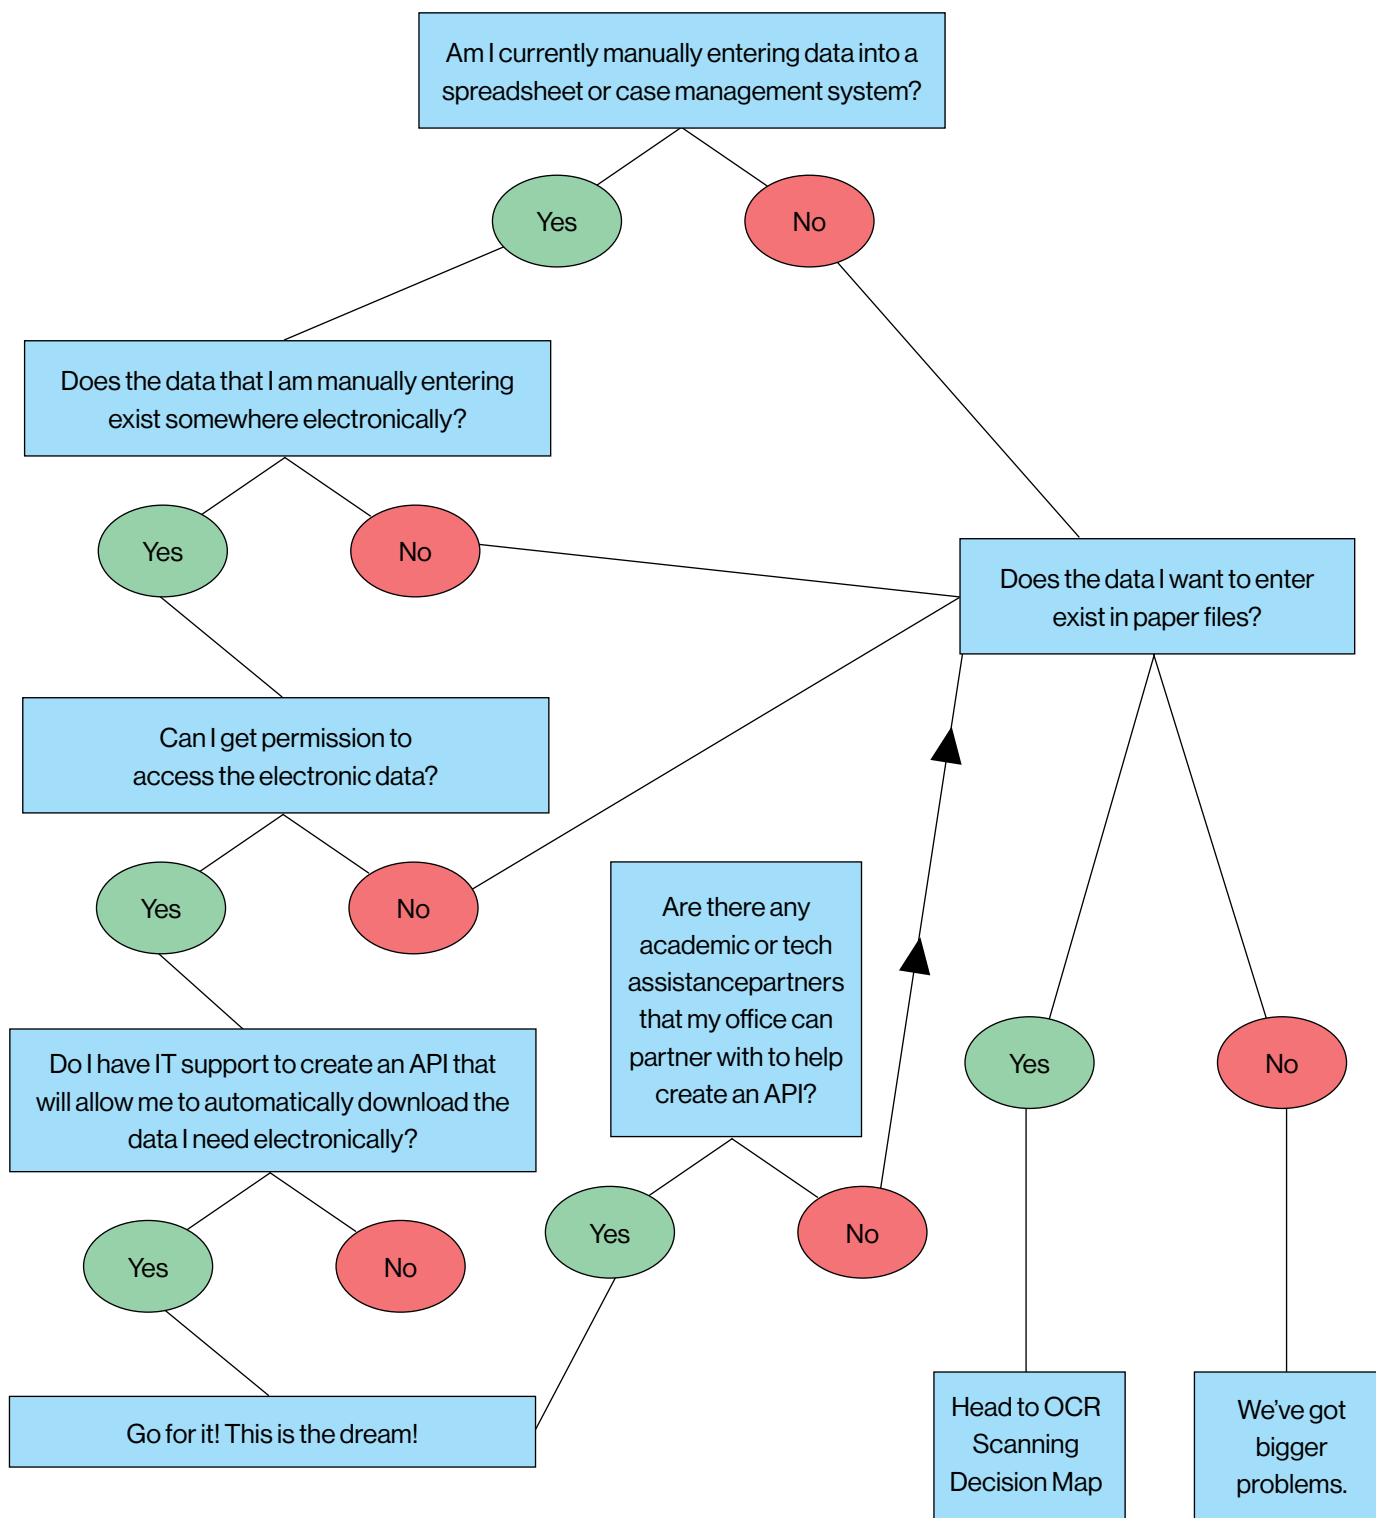 Am I currently manually entering data into a
spreadsheet or case management system?
Yes
No
Does the data that I am manually entering
exist somewhere electronically?
Yes
No
Does the data I want to enter
exist in paper files?
Can I get permission to
access the electronic data?
Yes
No
Are there any
academic or tech
assistancepartners
that my office can
partner with to help
create an API?
Do I have IT support to create an API that
will allow me to automatically download the
data I need electronically?
Yes
No
Yes
No
Yes
No
Go for it! This is the dream!
Head to OCR
Scanning
Decision Map
We’ve got
bigger
problems.